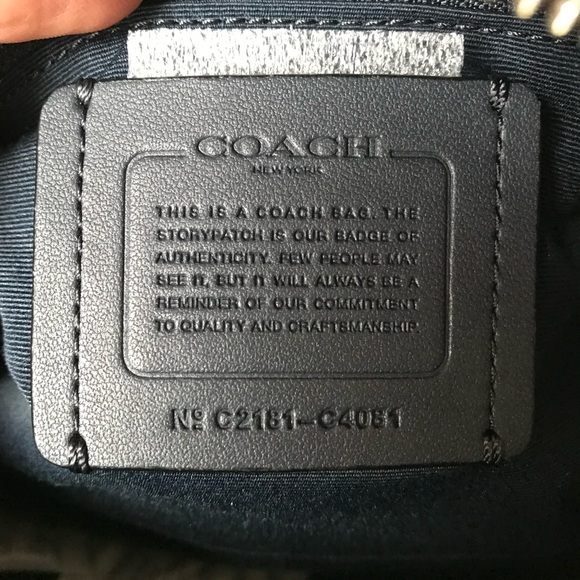 COACH
NEW YORK
THIS IS A COACH BAG. THE
STORYPATCH IS OUR BADGE OF
AUTHENTICITY. FEW PEOPLE MAY
SEE IT, BUT IT WILL ALWAYS BE A
REMINDER OF OUR COMMITMENT
TO QUALITY AND CRAFTSMANSHIP.
Nº C2181-C4081